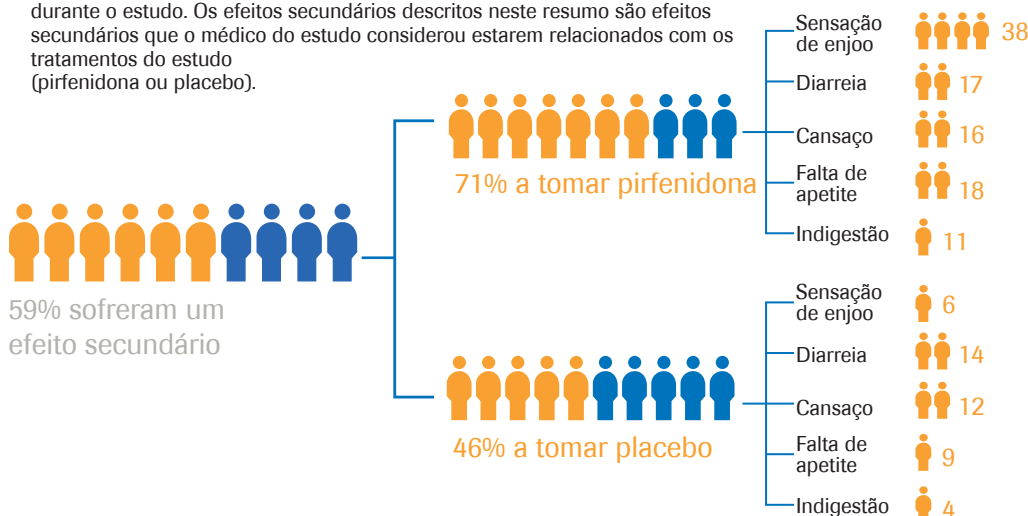 durante o estudo. Os efeitos secundários descritos neste resumo são efeitos
secundários que o médico do estudo considerou estarem relacionados com os
tratamentos do estudo
(pirfenidona ou placebo).
59% sofreram um
efeito secundário
71% a tomar pirfenidona
Sensação
de enjoo
38
Diarreia
17
Cansaço
16
Falta de
apetite
18
Indigestão
11
46% a tomar placebo
Sensação
de enjoo
6
Diarreia
14
Cansaço
12
Falta de
apetite
9
Indigestão
4